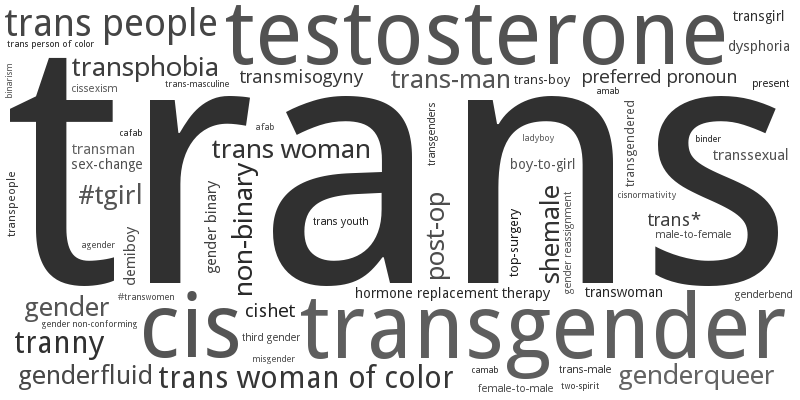 trans people
testosterone
transgirl
trans person of color
dysphoria
binarism
transphobia
cissexism
trans-masculine
transmisogyny
trans-man
trans-boy
preferred pronoun
amab
present
trans
cafab
afab
transgenders
ladyboy
transgendered
binder
transman
sex-change
trans woman
boy-to-girl
transsexual
transpeople
#tgirl
gender binary
non-binary
trans youth
post-op
top-surgery
shemale
gender reassignment
cisnormativity
trans*
male-to-female
agender
demiboy
#transwomen
hormone replacement therapy
transwoman
genderbend
gender
gender non-conforming
cis
cishet
transgender
tranny
third gender
misgender
genderfluid
trans woman of color
camab
female-to-male
trans-male
two-spirit
genderqueer